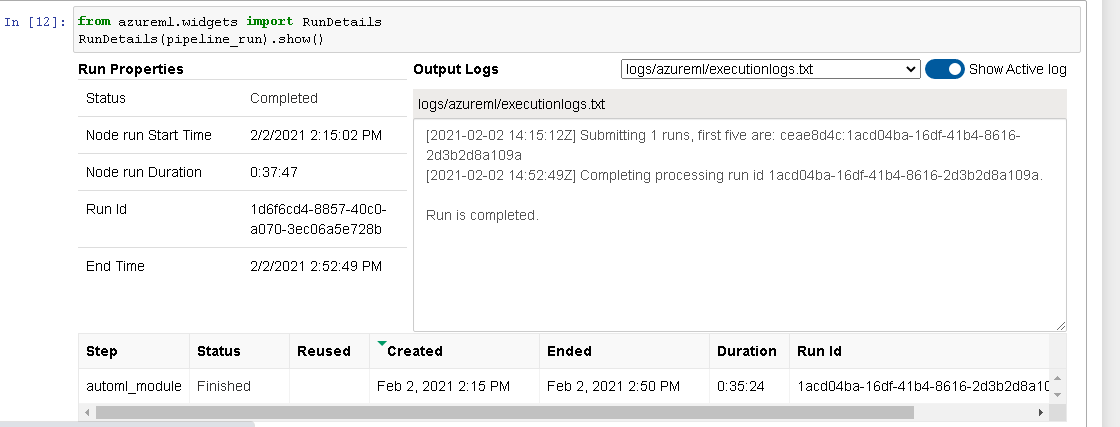 In [12]:
from azureml.widgets import RunDetails
RunDetails(pipeline_run).show()
Run Properties
Status Completed
Node run Start Time 2/2/2021 2:15:02 PM
Node run Duration 0:37:47
Run Id 1d6f6cd4-8857-40c0-
a070-3ec06a5e728b
End Time 2/2/2021 2:52:49 PM
Output Logs logs/azureml/executionlogs.txt Show Active log
logs/azureml/executionlogs.txt
[2021-02-02 14:15:12Z] Submitting 1 runs, first five are: ceae8d4c:1acd04ba-16df-41b4-8616-
2d3b2d8a109a
[2021-02-02 14:52:49Z] Completing processing run id 1acd04ba-16df-41b4-8616-2d3b2d8a109a.
Run is completed.
Step Status Reused Created Ended Duration Run Id
automl_module Finished Feb 2, 2021 2:15 PM Feb 2, 2021 2:50 PM 0:35:24 1acd04ba-16df-41b4-8616-2d3b2d8a10